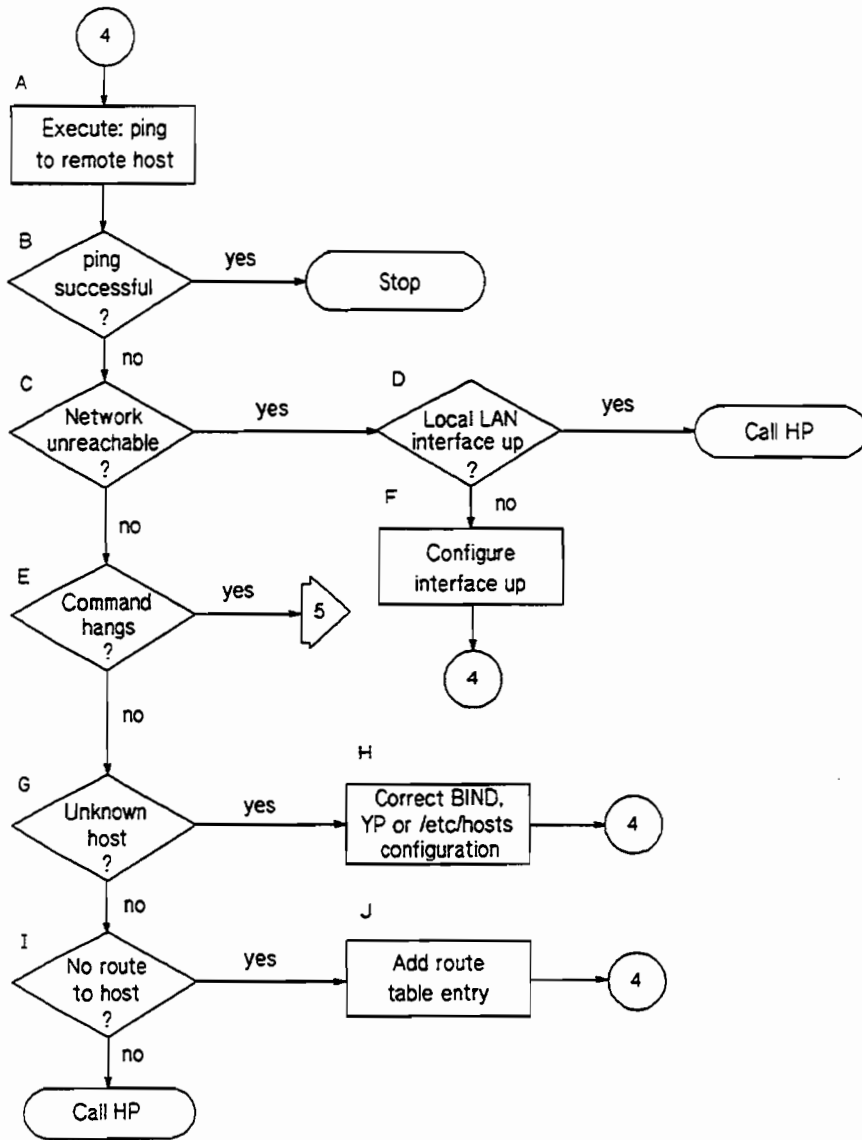 4
A
Execute: ping
to remote host
B
ping
successful
?
yes
Stop
no
C
Network
unreachable
?
yes
D
Local LAN
interface up
?
yes
Call HP
no
F
no
Configure
interface up
E
Command
hangs
?
yes
5
4
no
G
Unknown
host
?
yes
H
Correct BIND,
YP or /etc/hosts
configuration
4
no
I
No route
to host
?
yes
J
Add route
table entry
4
no
Call HP